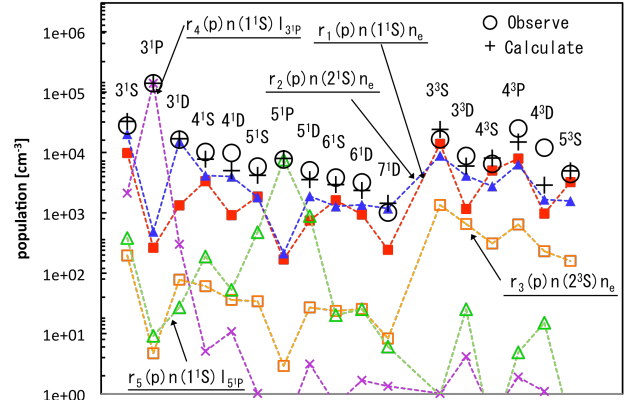 1e+06
1e+05
1e+04
1e+03
1e+02
1e+01
1e+00
population [cm⁻³]
Observe
Calculate
r₄(p)n(1¹S)I₃₁P
r₁(p)n(1¹S)nₑ
r₂(p)n(2¹S)nₑ
r₃(p)n(2³S)nₑ
r₅(p)n(1¹S)I₅₁P
3¹S
3¹P
3¹D
4¹S
4¹D
5¹S
5¹P
5¹D
6¹S
6¹D
7¹D
3³S
3³D
4³S
4³P
4³D
5³S